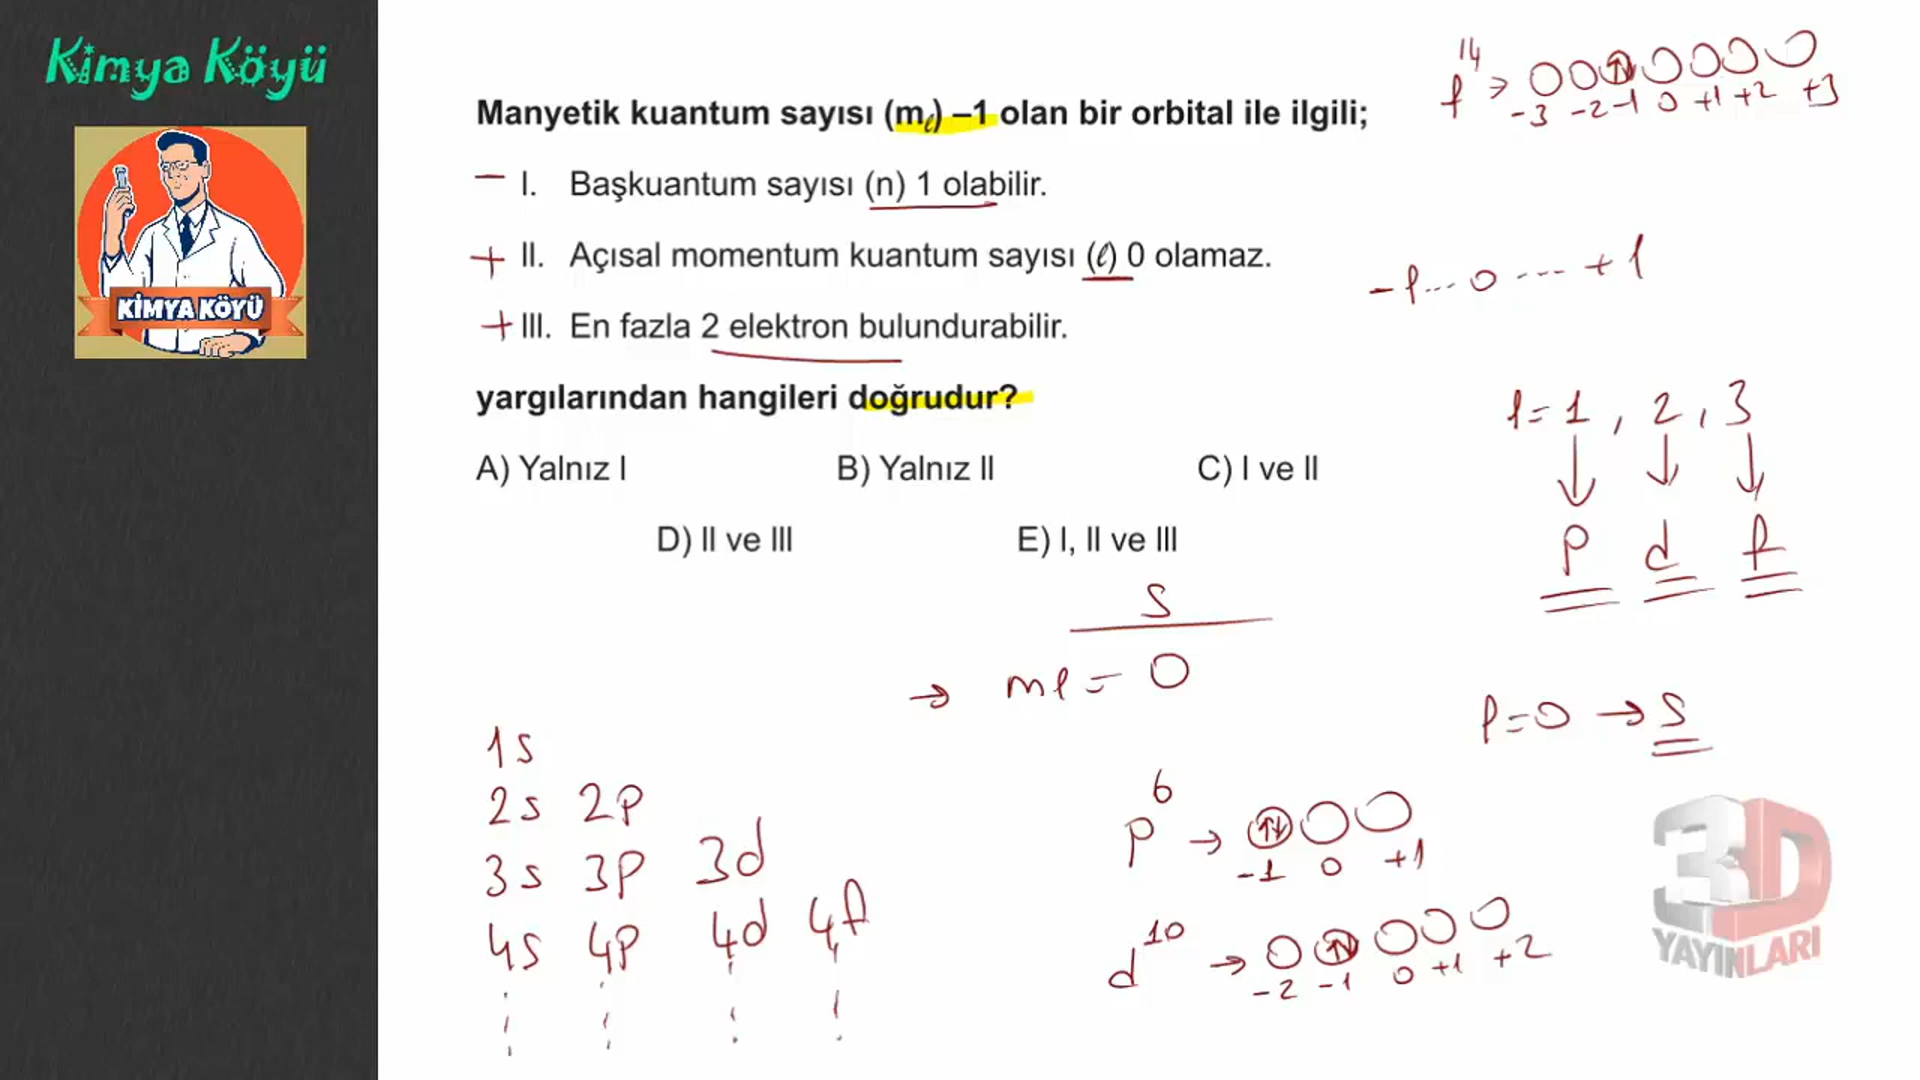 Kimya Köyü
KİMYA KÖYÜ
Manyetik kuantum sayısı (mℓ) –1 olan bir orbital ile ilgili;
– I. Başkuantum sayısı (n) 1 olabilir.
+ II. Açısal momentum kuantum sayısı (ℓ) 0 olamaz.
+ III. En fazla 2 elektron bulundurabilir.
yargılarından hangileri doğrudur?
A) Yalnız I B) Yalnız II C) I ve II
D) II ve III E) I, II ve III
f¹⁴ → ○ ○ ⥮ ○ ○ ○ ○
-3 -2 -1 0 +1 +2 +3
-l ... 0 ... +l
l = 1, 2, 3
↓ ↓ ↓
p d f
s
→ ml = 0
l = 0 → s
1s
2s 2p
3s 3p 3d
4s 4p 4d 4f
p⁶ → ⥮ ○ ○
-1 0 +1
d¹⁰ → ○ ⥮ ○ ○ ○
-2 -1 0 +1 +2
3D
YAYINLARI